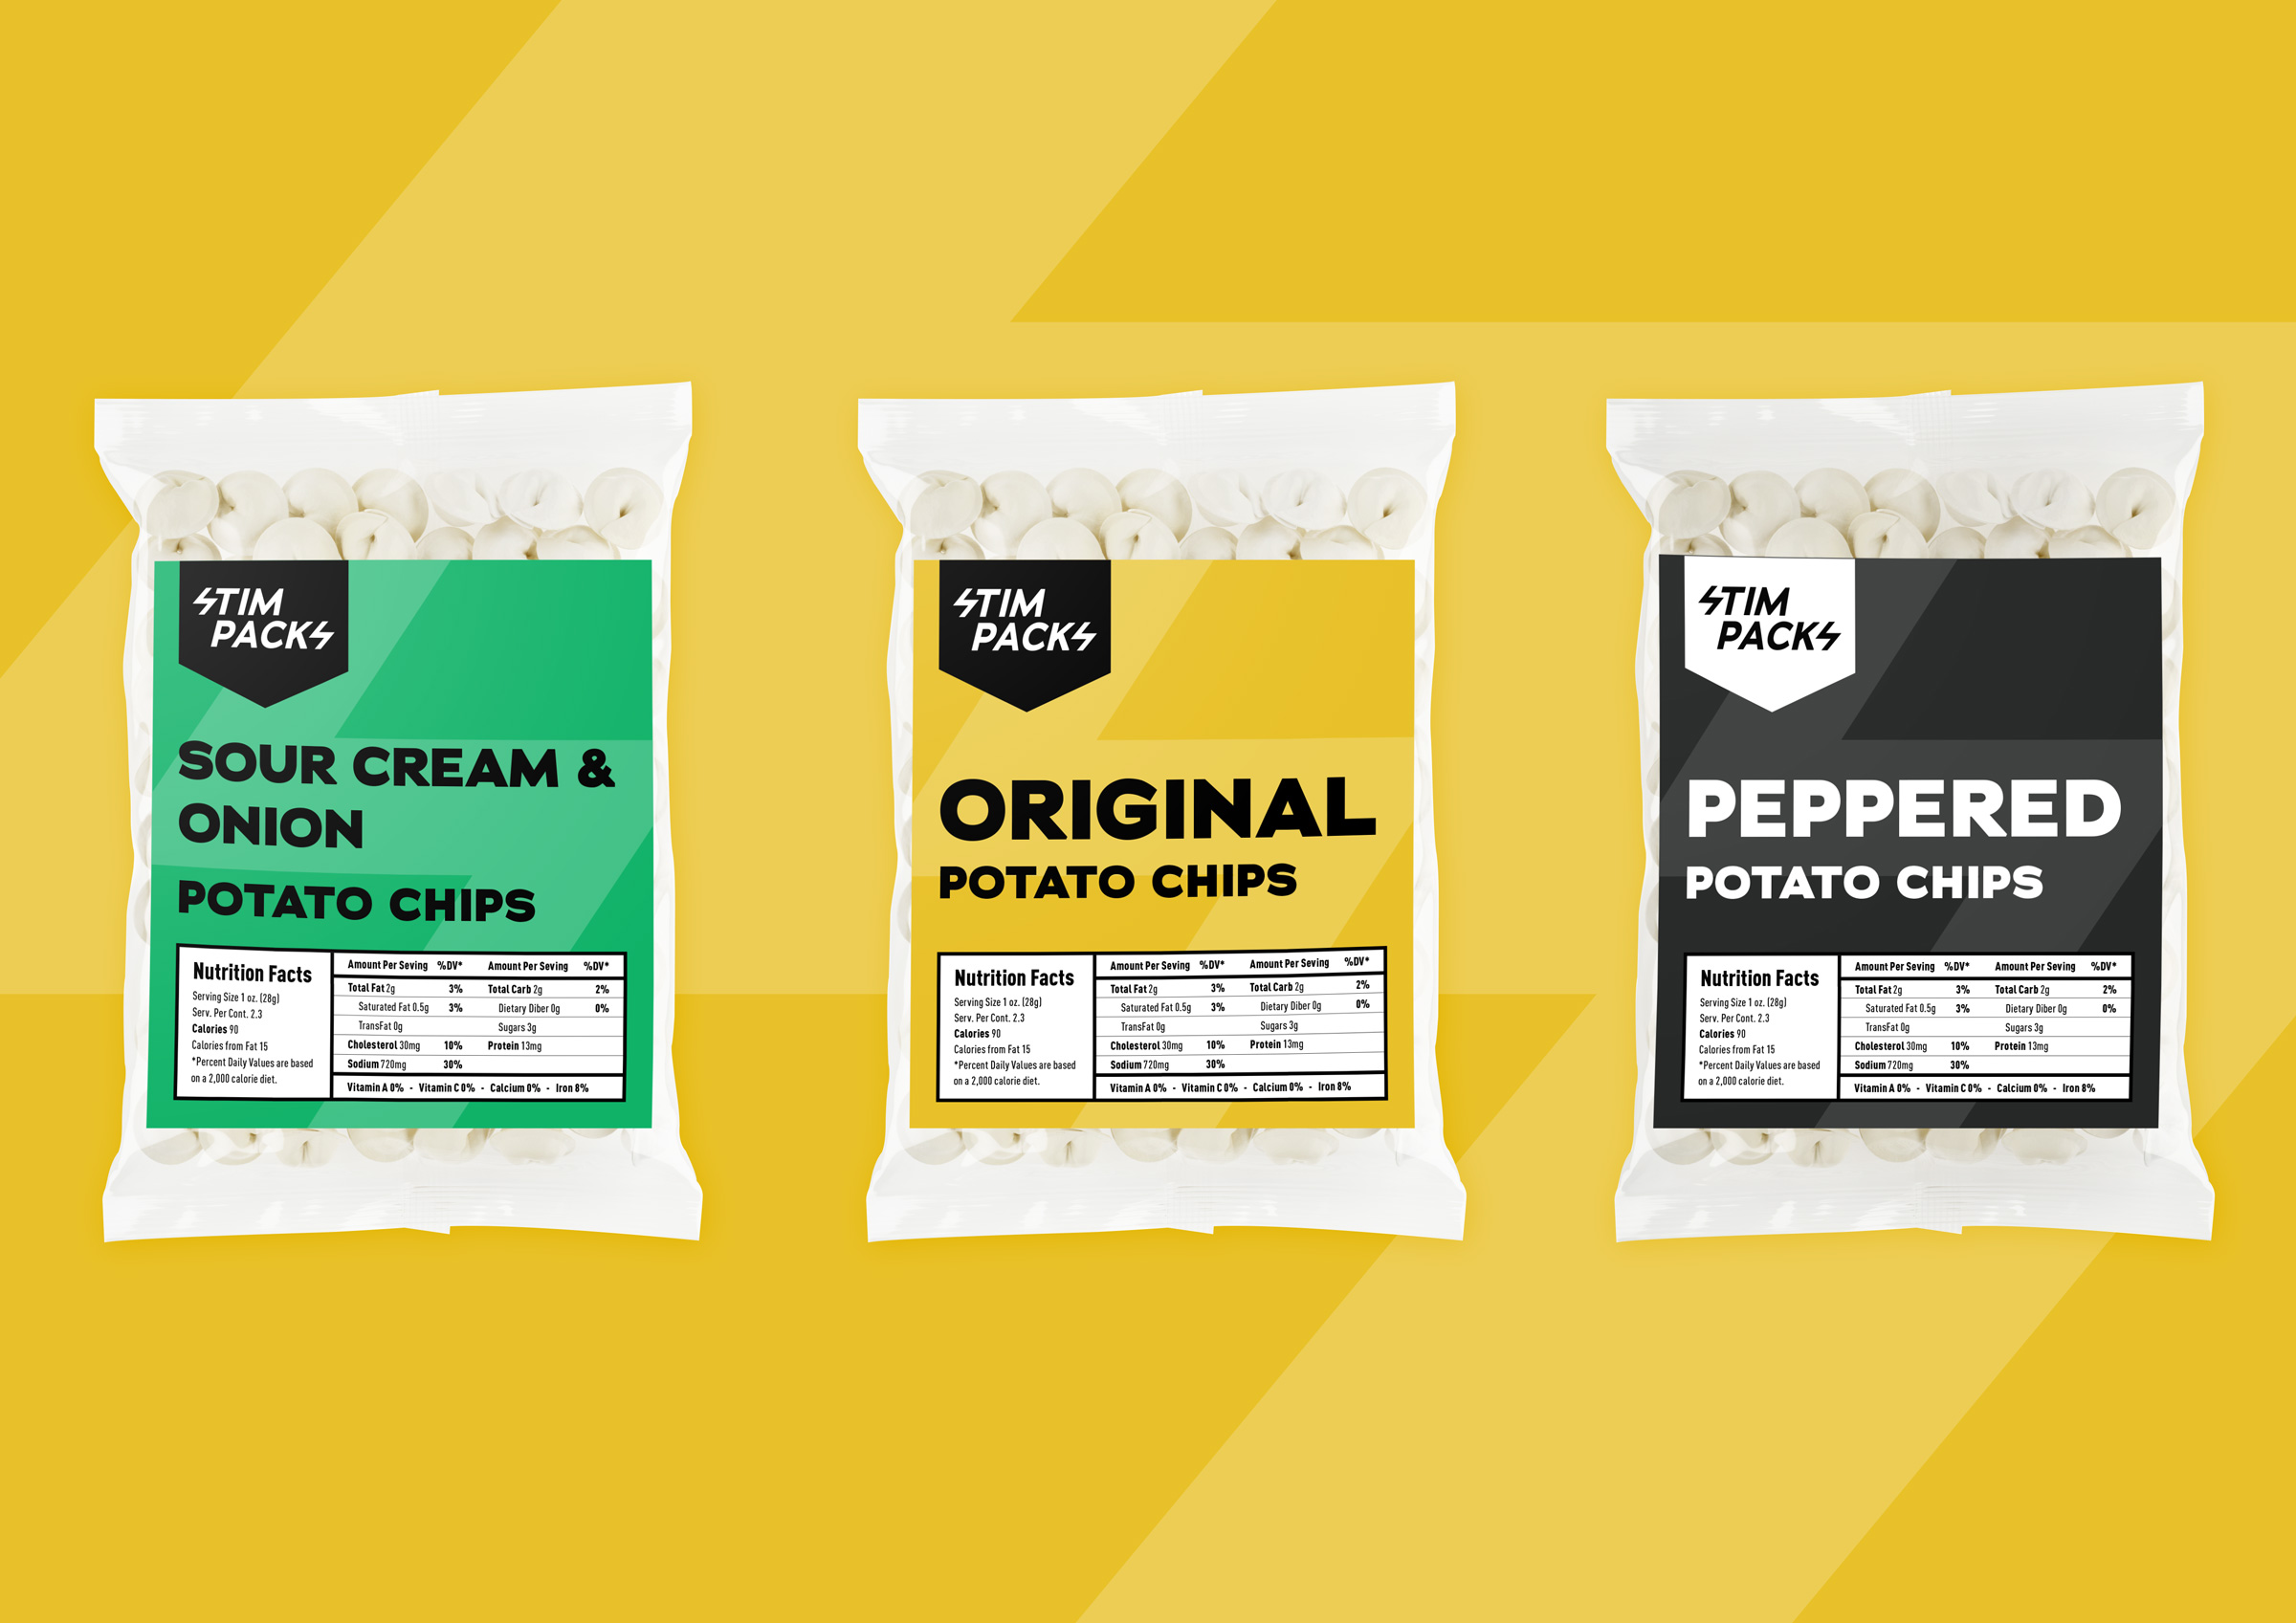 STIM
PACKS
SOUR CREAM &
ONION
POTATO CHIPS
Nutrition Facts
Serving Size 1 oz. (28g)
Serv. Per Cont. 2.3
Calories 90
Calories from Fat 15
*Percent Daily Values are based
on a 2,000 calorie diet.
Amount Per Seving %DV* Amount Per Seving %DV*
Total Fat 2g 3% Total Carb 2g 2%
Saturated Fat 0.5g 3% Dietary Diber 0g 0%
TransFat 0g Sugars 3g
Cholesterol 30mg 10% Protein 13mg
Sodium 720mg 30%
Vitamin A 0% - Vitamin C 0% - Calcium 0% - Iron 8%
STIM
PACKS
ORIGINAL
POTATO CHIPS
Nutrition Facts
Serving Size 1 oz. (28g)
Serv. Per Cont. 2.3
Calories 90
Calories from Fat 15
*Percent Daily Values are based
on a 2,000 calorie diet.
Amount Per Seving %DV* Amount Per Seving %DV*
Total Fat 2g 3% Total Carb 2g 2%
Saturated Fat 0.5g 3% Dietary Diber 0g 0%
TransFat 0g Sugars 3g
Cholesterol 30mg 10% Protein 13mg
Sodium 720mg 30%
Vitamin A 0% - Vitamin C 0% - Calcium 0% - Iron 8%
STIM
PACKS
PEPPERED
POTATO CHIPS
Nutrition Facts
Serving Size 1 oz. (28g)
Serv. Per Cont. 2.3
Calories 90
Calories from Fat 15
*Percent Daily Values are based
on a 2,000 calorie diet.
Amount Per Seving %DV* Amount Per Seving %DV*
Total Fat 2g 3% Total Carb 2g 2%
Saturated Fat 0.5g 3% Dietary Diber 0g 0%
TransFat 0g Sugars 3g
Cholesterol 30mg 10% Protein 13mg
Sodium 720mg 30%
Vitamin A 0% - Vitamin C 0% - Calcium 0% - Iron 8%